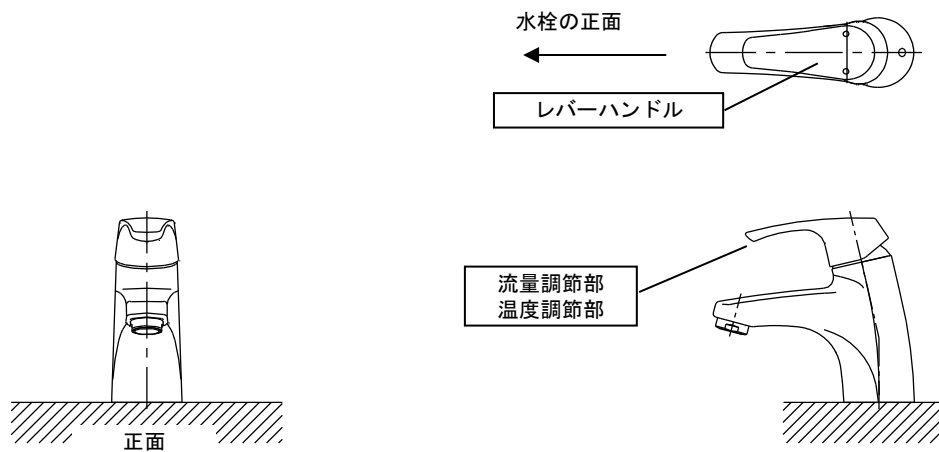 水栓の正面
レバーハンドル
流量調節部
温度調節部
正面